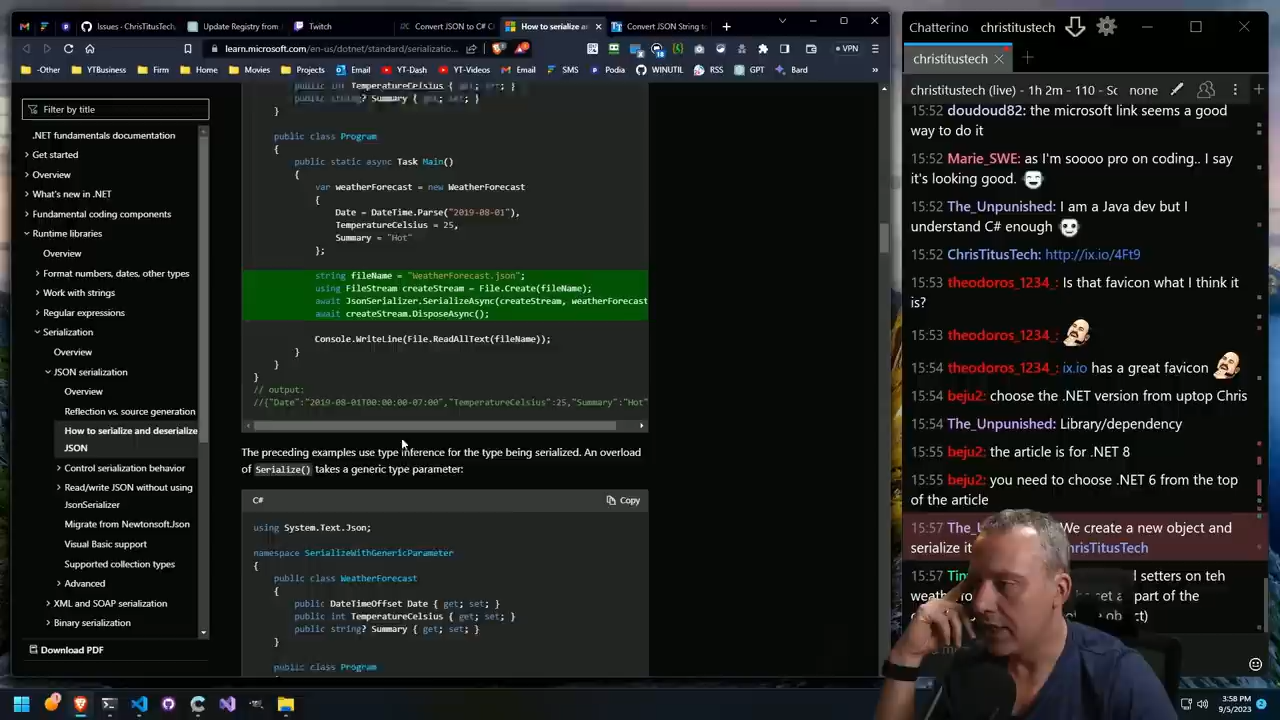 Issues · ChrisTitusTech
Update Registry from
Twitch
Convert JSON to C# C
How to serialize an
Convert JSON String to
learn.microsoft.com/en-us/dotnet/standard/serializatio...
VPN
-Other
YTBusiness
Firm
Home
Movies
Projects
Email
YT-Dash
YT-Videos
Email
SMS
Podia
WINUTIL
RSS
GPT
Bard
»
Filter by title
.NET fundamentals documentation
Get started
Overview
What's new in .NET
Fundamental coding components
Runtime libraries
Overview
Format numbers, dates, other types
Work with strings
Regular expressions
Serialization
Overview
JSON serialization
Overview
Reflection vs. source generation
How to serialize and deserialize
JSON
Control serialization behavior
Read/write JSON without using
JsonSerializer
Migrate from Newtonsoft.Json
Visual Basic support
Supported collection types
Advanced
XML and SOAP serialization
Binary serialization
Download PDF
public int TemperatureCelsius { get; set; }
public string? Summary { get; set; }
}
public class Program
{
public static async Task Main()
{
var weatherForecast = new WeatherForecast
{
Date = DateTime.Parse("2019-08-01"),
TemperatureCelsius = 25,
Summary = "Hot"
};
string fileName = "WeatherForecast.json";
using FileStream createStream = File.Create(fileName);
await JsonSerializer.SerializeAsync(createStream, weatherForecast
await createStream.DisposeAsync();
Console.WriteLine(File.ReadAllText(fileName));
}
}
}
// output:
//{"Date":"2019-08-01T00:00:00-07:00","TemperatureCelsius":25,"Summary":"Hot"
The preceding examples use type inference for the type being serialized. An overload
of Serialize() takes a generic type parameter:
C#
Copy
using System.Text.Json;
namespace SerializeWithGenericParameter
{
public class WeatherForecast
{
public DateTimeOffset Date { get; set; }
public int TemperatureCelsius { get; set; }
public string? Summary { get; set; }
}
public class Program
Chatterino christitustech
christitustech
christitustech (live) - 1h 2m - 110 - Sc none
15:52 doudoud82: the microsoft link seems a good
way to do it
15:52 Marie_SWE: as I'm soooo pro on coding.. I say
it's looking good.
15:52 The_Unpunished: I am a Java dev but I
understand C# enough
15:52 ChrisTitusTech: http://ix.io/4Ft9
15:53 theodoros_1234_: Is that favicon what I think it
is?
15:53 theodoros_1234_:
15:54 theodoros_1234_: ix.io has a great favicon
15:54 beju2: choose the .NET version from uptop Chris
15:54 The_Unpunished: Library/dependency
15:55 beju2: the article is for .NET 8
15:55 beju2: you need to choose .NET 6 from the top
of the article
15:57 The_U We create a new object and
serialize it hrisTitusTech
15:57 Tin d setters on teh
part of the
3:58 PM
9/5/2023